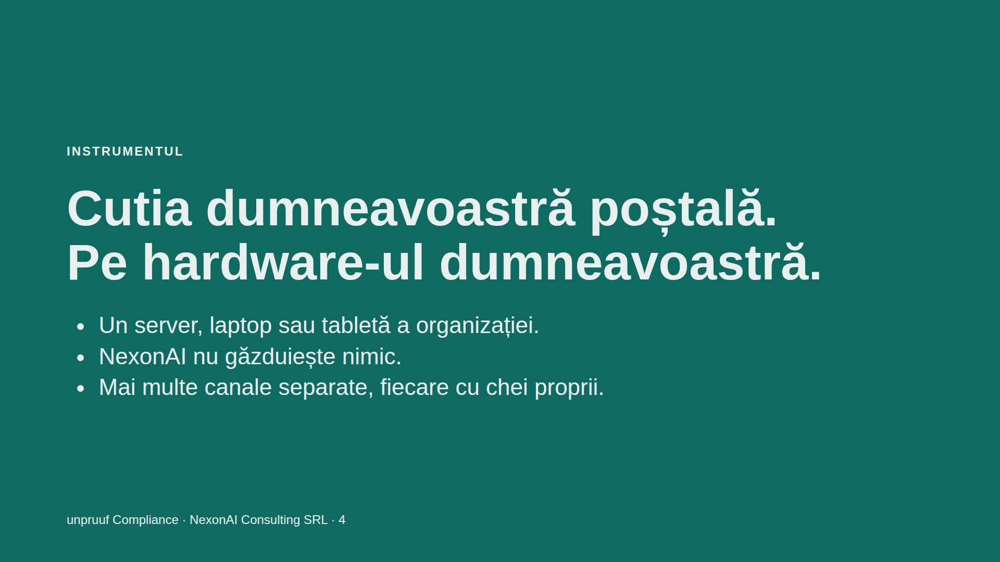 INSTRUMENTUL
Cutia dumneavoastră poștală.
Pe hardware-ul dumneavoastră.
• Un server, laptop sau tabletă a organizației.
• NexonAI nu găzduiește nimic.
• Mai multe canale separate, fiecare cu chei proprii.
unpruuf Compliance · NexonAI Consulting SRL · 4